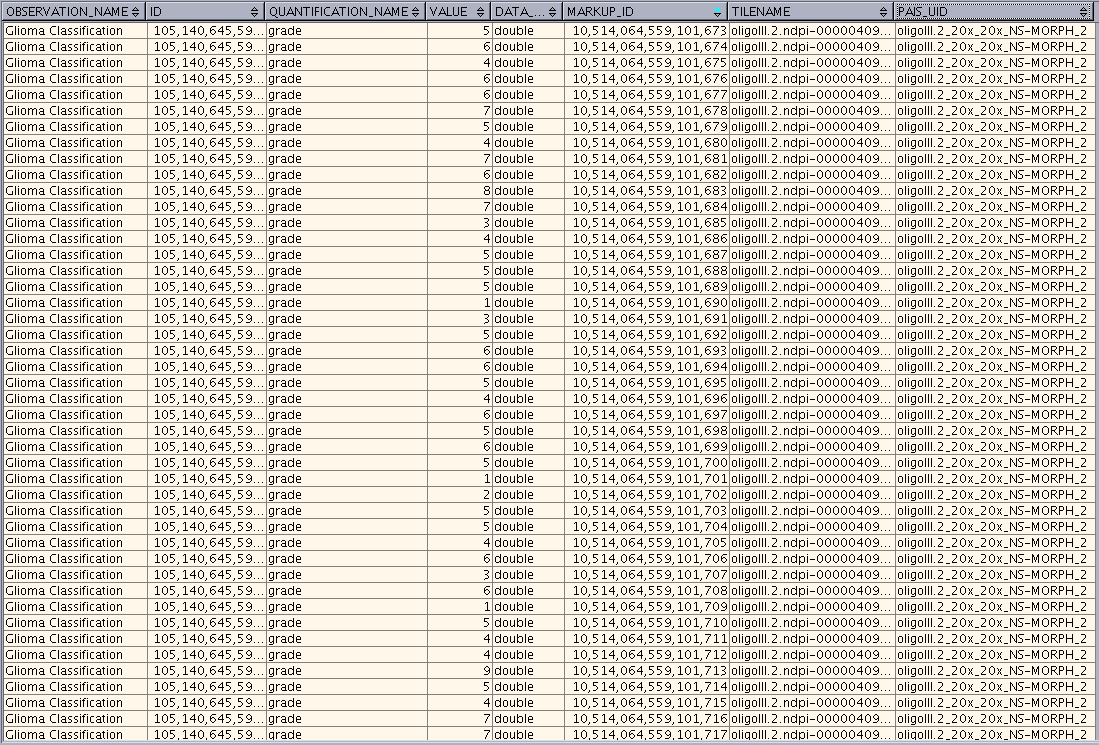 OBSERVATION_NAME ID QUANTIFICATION_NAME VALUE DATA_... MARKUP_ID TILENAME PAIS_UID
Glioma Classification 105,140,645,59... grade 5 double 10,514,064,559,101,673 oligoIII.2.ndpi-00000409... oligoIII.2_20x_20x_NS-MORPH_2
Glioma Classification 105,140,645,59... grade 6 double 10,514,064,559,101,674 oligoIII.2.ndpi-00000409... oligoIII.2_20x_20x_NS-MORPH_2
Glioma Classification 105,140,645,59... grade 4 double 10,514,064,559,101,675 oligoIII.2.ndpi-00000409... oligoIII.2_20x_20x_NS-MORPH_2
Glioma Classification 105,140,645,59... grade 6 double 10,514,064,559,101,676 oligoIII.2.ndpi-00000409... oligoIII.2_20x_20x_NS-MORPH_2
Glioma Classification 105,140,645,59... grade 6 double 10,514,064,559,101,677 oligoIII.2.ndpi-00000409... oligoIII.2_20x_20x_NS-MORPH_2
Glioma Classification 105,140,645,59... grade 7 double 10,514,064,559,101,678 oligoIII.2.ndpi-00000409... oligoIII.2_20x_20x_NS-MORPH_2
Glioma Classification 105,140,645,59... grade 5 double 10,514,064,559,101,679 oligoIII.2.ndpi-00000409... oligoIII.2_20x_20x_NS-MORPH_2
Glioma Classification 105,140,645,59... grade 4 double 10,514,064,559,101,680 oligoIII.2.ndpi-00000409... oligoIII.2_20x_20x_NS-MORPH_2
Glioma Classification 105,140,645,59... grade 7 double 10,514,064,559,101,681 oligoIII.2.ndpi-00000409... oligoIII.2_20x_20x_NS-MORPH_2
Glioma Classification 105,140,645,59... grade 6 double 10,514,064,559,101,682 oligoIII.2.ndpi-00000409... oligoIII.2_20x_20x_NS-MORPH_2
Glioma Classification 105,140,645,59... grade 8 double 10,514,064,559,101,683 oligoIII.2.ndpi-00000409... oligoIII.2_20x_20x_NS-MORPH_2
Glioma Classification 105,140,645,59... grade 7 double 10,514,064,559,101,684 oligoIII.2.ndpi-00000409... oligoIII.2_20x_20x_NS-MORPH_2
Glioma Classification 105,140,645,59... grade 3 double 10,514,064,559,101,685 oligoIII.2.ndpi-00000409... oligoIII.2_20x_20x_NS-MORPH_2
Glioma Classification 105,140,645,59... grade 4 double 10,514,064,559,101,686 oligoIII.2.ndpi-00000409... oligoIII.2_20x_20x_NS-MORPH_2
Glioma Classification 105,140,645,59... grade 5 double 10,514,064,559,101,687 oligoIII.2.ndpi-00000409... oligoIII.2_20x_20x_NS-MORPH_2
Glioma Classification 105,140,645,59... grade 5 double 10,514,064,559,101,688 oligoIII.2.ndpi-00000409... oligoIII.2_20x_20x_NS-MORPH_2
Glioma Classification 105,140,645,59... grade 5 double 10,514,064,559,101,689 oligoIII.2.ndpi-00000409... oligoIII.2_20x_20x_NS-MORPH_2
Glioma Classification 105,140,645,59... grade 1 double 10,514,064,559,101,690 oligoIII.2.ndpi-00000409... oligoIII.2_20x_20x_NS-MORPH_2
Glioma Classification 105,140,645,59... grade 3 double 10,514,064,559,101,691 oligoIII.2.ndpi-00000409... oligoIII.2_20x_20x_NS-MORPH_2
Glioma Classification 105,140,645,59... grade 5 double 10,514,064,559,101,692 oligoIII.2.ndpi-00000409... oligoIII.2_20x_20x_NS-MORPH_2
Glioma Classification 105,140,645,59... grade 6 double 10,514,064,559,101,693 oligoIII.2.ndpi-00000409... oligoIII.2_20x_20x_NS-MORPH_2
Glioma Classification 105,140,645,59... grade 6 double 10,514,064,559,101,694 oligoIII.2.ndpi-00000409... oligoIII.2_20x_20x_NS-MORPH_2
Glioma Classification 105,140,645,59... grade 5 double 10,514,064,559,101,695 oligoIII.2.ndpi-00000409... oligoIII.2_20x_20x_NS-MORPH_2
Glioma Classification 105,140,645,59... grade 4 double 10,514,064,559,101,696 oligoIII.2.ndpi-00000409... oligoIII.2_20x_20x_NS-MORPH_2
Glioma Classification 105,140,645,59... grade 6 double 10,514,064,559,101,697 oligoIII.2.ndpi-00000409... oligoIII.2_20x_20x_NS-MORPH_2
Glioma Classification 105,140,645,59... grade 5 double 10,514,064,559,101,698 oligoIII.2.ndpi-00000409... oligoIII.2_20x_20x_NS-MORPH_2
Glioma Classification 105,140,645,59... grade 6 double 10,514,064,559,101,699 oligoIII.2.ndpi-00000409... oligoIII.2_20x_20x_NS-MORPH_2
Glioma Classification 105,140,645,59... grade 5 double 10,514,064,559,101,700 oligoIII.2.ndpi-00000409... oligoIII.2_20x_20x_NS-MORPH_2
Glioma Classification 105,140,645,59... grade 1 double 10,514,064,559,101,701 oligoIII.2.ndpi-00000409... oligoIII.2_20x_20x_NS-MORPH_2
Glioma Classification 105,140,645,59... grade 2 double 10,514,064,559,101,702 oligoIII.2.ndpi-00000409... oligoIII.2_20x_20x_NS-MORPH_2
Glioma Classification 105,140,645,59... grade 5 double 10,514,064,559,101,703 oligoIII.2.ndpi-00000409... oligoIII.2_20x_20x_NS-MORPH_2
Glioma Classification 105,140,645,59... grade 5 double 10,514,064,559,101,704 oligoIII.2.ndpi-00000409... oligoIII.2_20x_20x_NS-MORPH_2
Glioma Classification 105,140,645,59... grade 4 double 10,514,064,559,101,705 oligoIII.2.ndpi-00000409... oligoIII.2_20x_20x_NS-MORPH_2
Glioma Classification 105,140,645,59... grade 6 double 10,514,064,559,101,706 oligoIII.2.ndpi-00000409... oligoIII.2_20x_20x_NS-MORPH_2
Glioma Classification 105,140,645,59... grade 3 double 10,514,064,559,101,707 oligoIII.2.ndpi-00000409... oligoIII.2_20x_20x_NS-MORPH_2
Glioma Classification 105,140,645,59... grade 6 double 10,514,064,559,101,708 oligoIII.2.ndpi-00000409... oligoIII.2_20x_20x_NS-MORPH_2
Glioma Classification 105,140,645,59... grade 1 double 10,514,064,559,101,709 oligoIII.2.ndpi-00000409... oligoIII.2_20x_20x_NS-MORPH_2
Glioma Classification 105,140,645,59... grade 5 double 10,514,064,559,101,710 oligoIII.2.ndpi-00000409... oligoIII.2_20x_20x_NS-MORPH_2
Glioma Classification 105,140,645,59... grade 4 double 10,514,064,559,101,711 oligoIII.2.ndpi-00000409... oligoIII.2_20x_20x_NS-MORPH_2
Glioma Classification 105,140,645,59... grade 4 double 10,514,064,559,101,712 oligoIII.2.ndpi-00000409... oligoIII.2_20x_20x_NS-MORPH_2
Glioma Classification 105,140,645,59... grade 9 double 10,514,064,559,101,713 oligoIII.2.ndpi-00000409... oligoIII.2_20x_20x_NS-MORPH_2
Glioma Classification 105,140,645,59... grade 5 double 10,514,064,559,101,714 oligoIII.2.ndpi-00000409... oligoIII.2_20x_20x_NS-MORPH_2
Glioma Classification 105,140,645,59... grade 4 double 10,514,064,559,101,715 oligoIII.2.ndpi-00000409... oligoIII.2_20x_20x_NS-MORPH_2
Glioma Classification 105,140,645,59... grade 7 double 10,514,064,559,101,716 oligoIII.2.ndpi-00000409... oligoIII.2_20x_20x_NS-MORPH_2
Glioma Classification 105,140,645,59... grade 7 double 10,514,064,559,101,717 oligoIII.2.ndpi-00000409... oligoIII.2_20x_20x_NS-MORPH_2